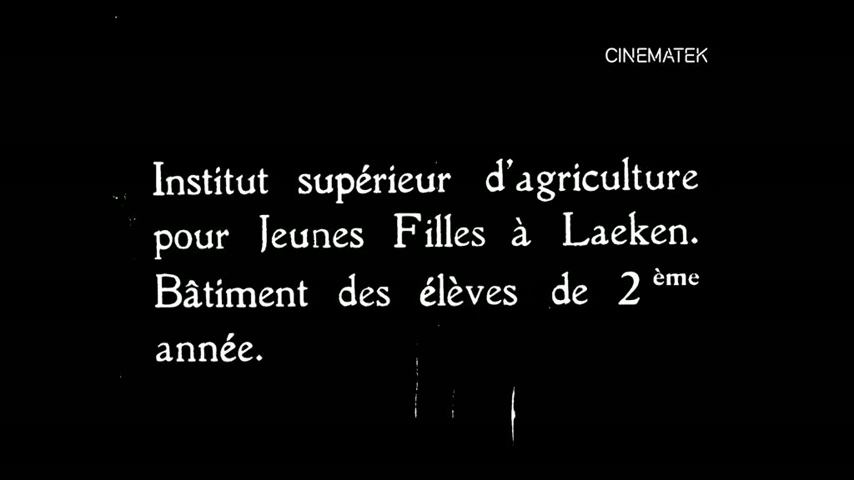 CINEMATEK
Institut supérieur d'agriculture
pour Jeunes Filles à Laeken.
Bâtiment des élèves de 2ème
année.